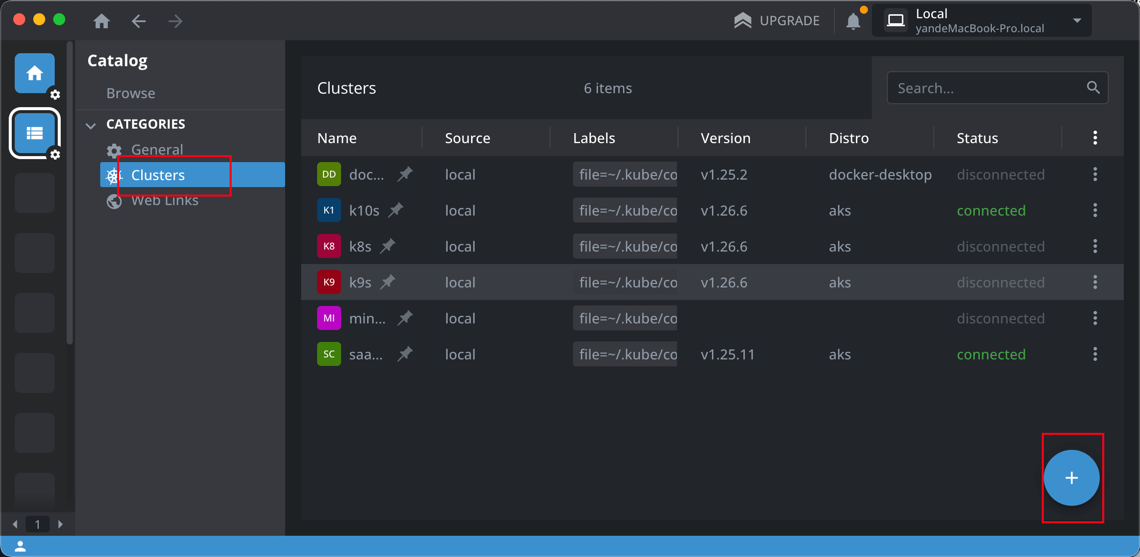 UPGRADE
Local
yandeMacBook-Pro.local
Catalog
Browse
CATEGORIES
General
Clusters
Web Links
Clusters
6 items
Search...
Name Source Labels Version Distro Status
DD doc... local file=~/.kube/co v1.25.2 docker-desktop disconnected
K1 k10s local file=~/.kube/co v1.26.6 aks connected
K8 k8s local file=~/.kube/co v1.26.6 aks disconnected
K9 k9s local file=~/.kube/co v1.26.6 aks disconnected
MI min... local file=~/.kube/co disconnected
SC saa... local file=~/.kube/co v1.25.11 aks connected
+
1